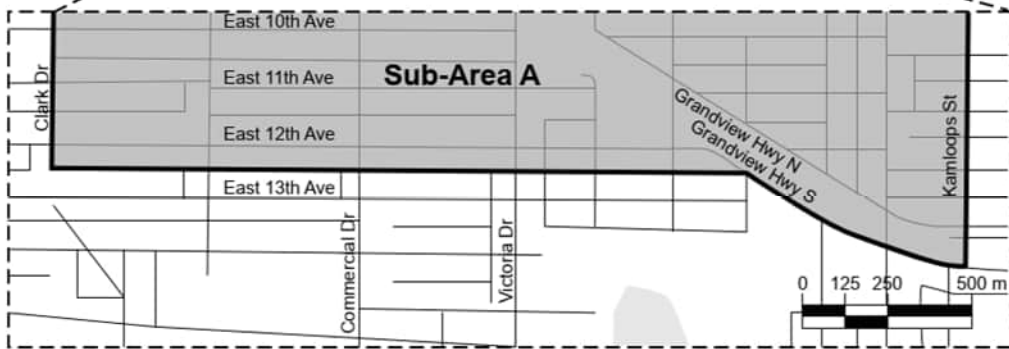 East 10th Ave
East 11th Ave
Sub-Area A
Clark Dr
East 12th Ave
Grandview Hwy N
Grandview Hwy S
Kamloops St
East 13th Ave
Commercial Dr
Victoria Dr
0 125 250 500 m